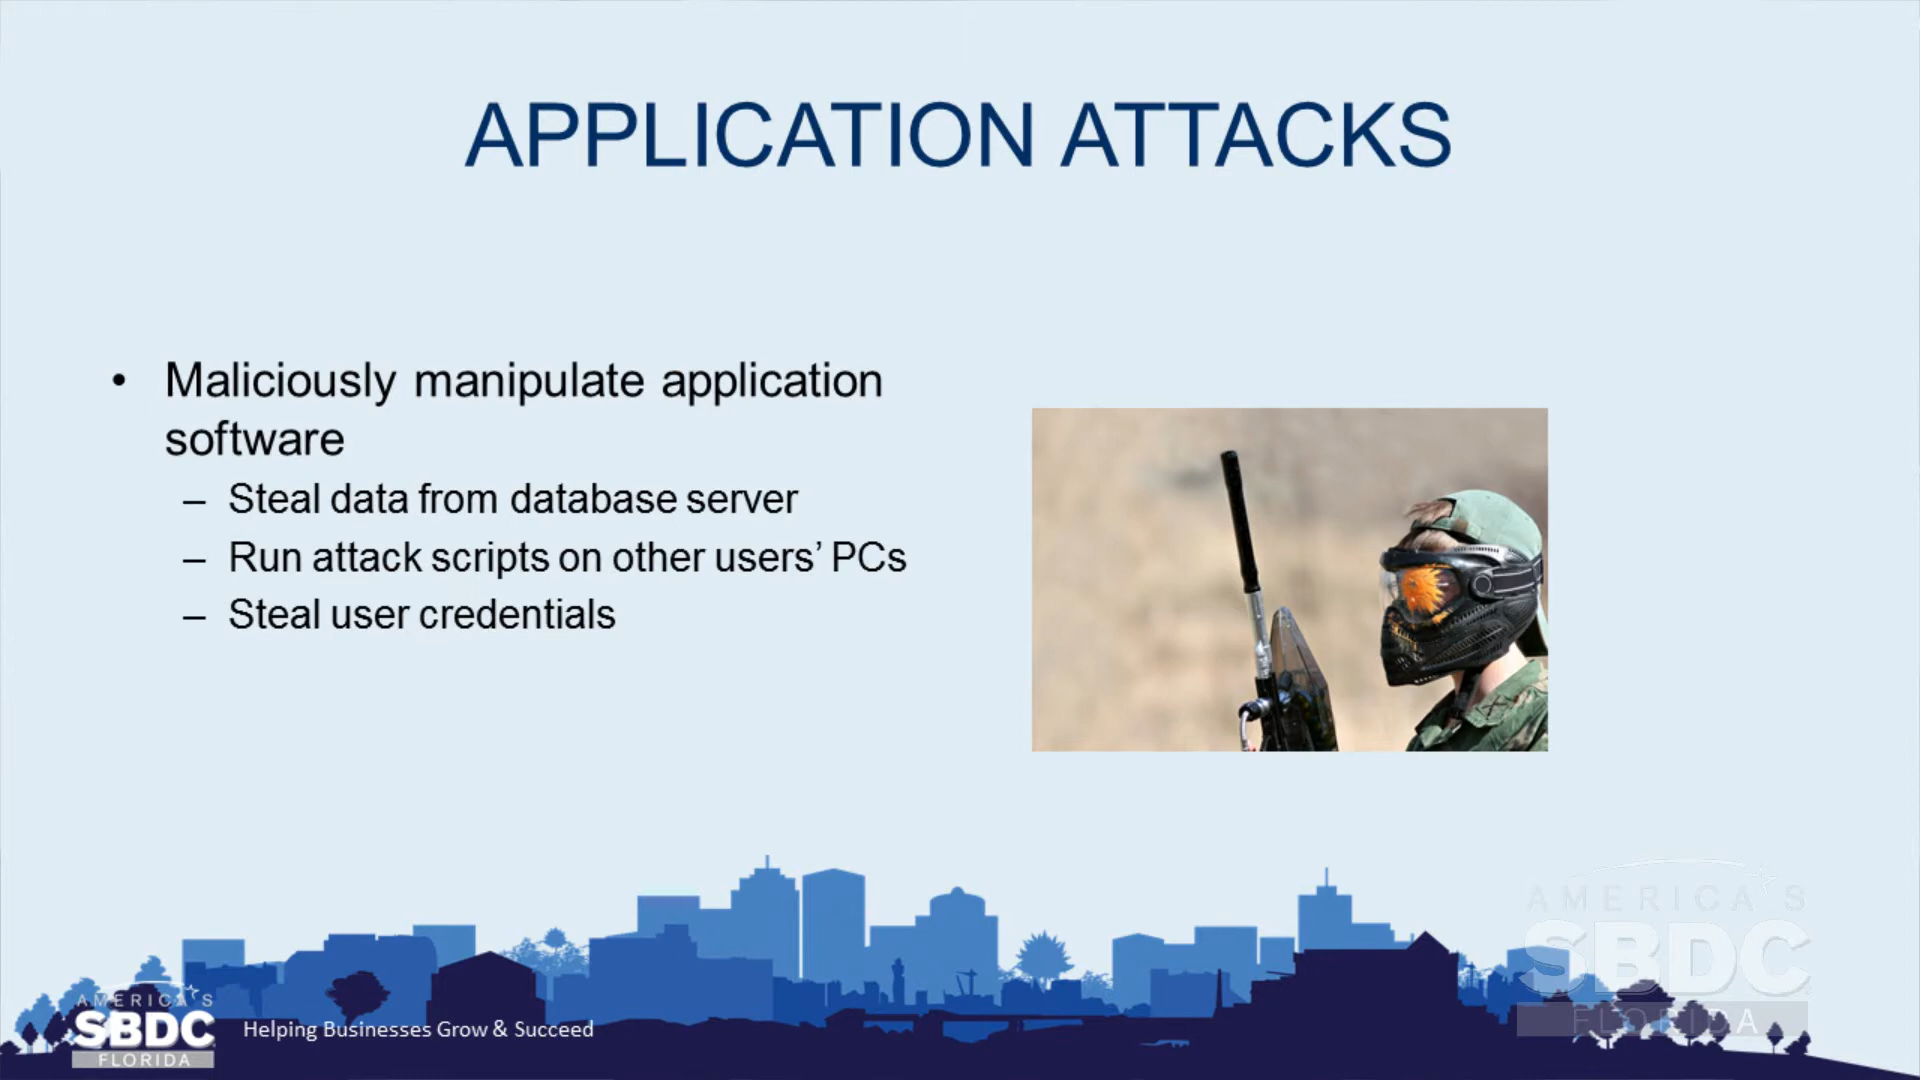 APPLICATION ATTACKS
• Maliciously manipulate application
software
– Steal data from database server
– Run attack scripts on other users’ PCs
– Steal user credentials
AMERICA'S
SBDC
FLORIDA
Helping Businesses Grow & Succeed
AMERICA'S
SBDC
FLORIDA